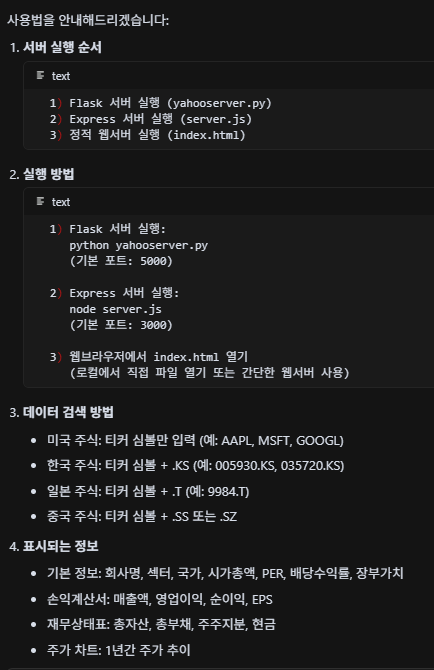 사용법을 안내해드리겠습니다:
1. 서버 실행 순서
text
1) Flask 서버 실행 (yahooserver.py)
2) Express 서버 실행 (server.js)
3) 정적 웹서버 실행 (index.html)
2. 실행 방법
text
1) Flask 서버 실행:
python yahooserver.py
(기본 포트: 5000)
2) Express 서버 실행:
node server.js
(기본 포트: 3000)
3) 웹브라우저에서 index.html 열기
(로컬에서 직접 파일 열기 또는 간단한 웹서버 사용)
3. 데이터 검색 방법
• 미국 주식: 티커 심볼만 입력 (예: AAPL, MSFT, GOOGL)
• 한국 주식: 티커 심볼 + .KS (예: 005930.KS, 035720.KS)
• 일본 주식: 티커 심볼 + .T (예: 9984.T)
• 중국 주식: 티커 심볼 + .SS 또는 .SZ
4. 표시되는 정보
• 기본 정보: 회사명, 섹터, 국가, 시가총액, PER, 배당수익률, 장부가치
• 손익계산서: 매출액, 영업이익, 순이익, EPS
• 재무상태표: 총자산, 총부채, 주주지분, 현금
• 주가 차트: 1년간 주가 추이